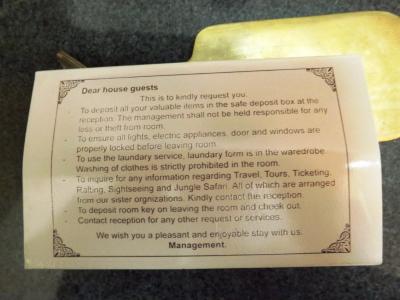 Dear house guests
This is to kindly request you.
- To deposit all your valuable items in the safe deposit box at the
reception. The management shall not be held responsible for any
loss or theft from room.
- To ensure all lights, electric appliances, door and windows are
properly locked before leaving room.
- To use the laundary service, laundary form is in the waredrobe.
Washing of clothes is strictly prohibited in the room.
- To inquire for any information regarding Travel, Tours, Ticketing,
Rafting, Sightseeing and Jungle Safari. All of which are arranged
from our sister orgnizations. Kindly contact the reception.
- To deposit room key on leaving the room and check out.
- Contact reception for any other request or services.
We wish you a pleasant and enjoyable stay with us.
Management.